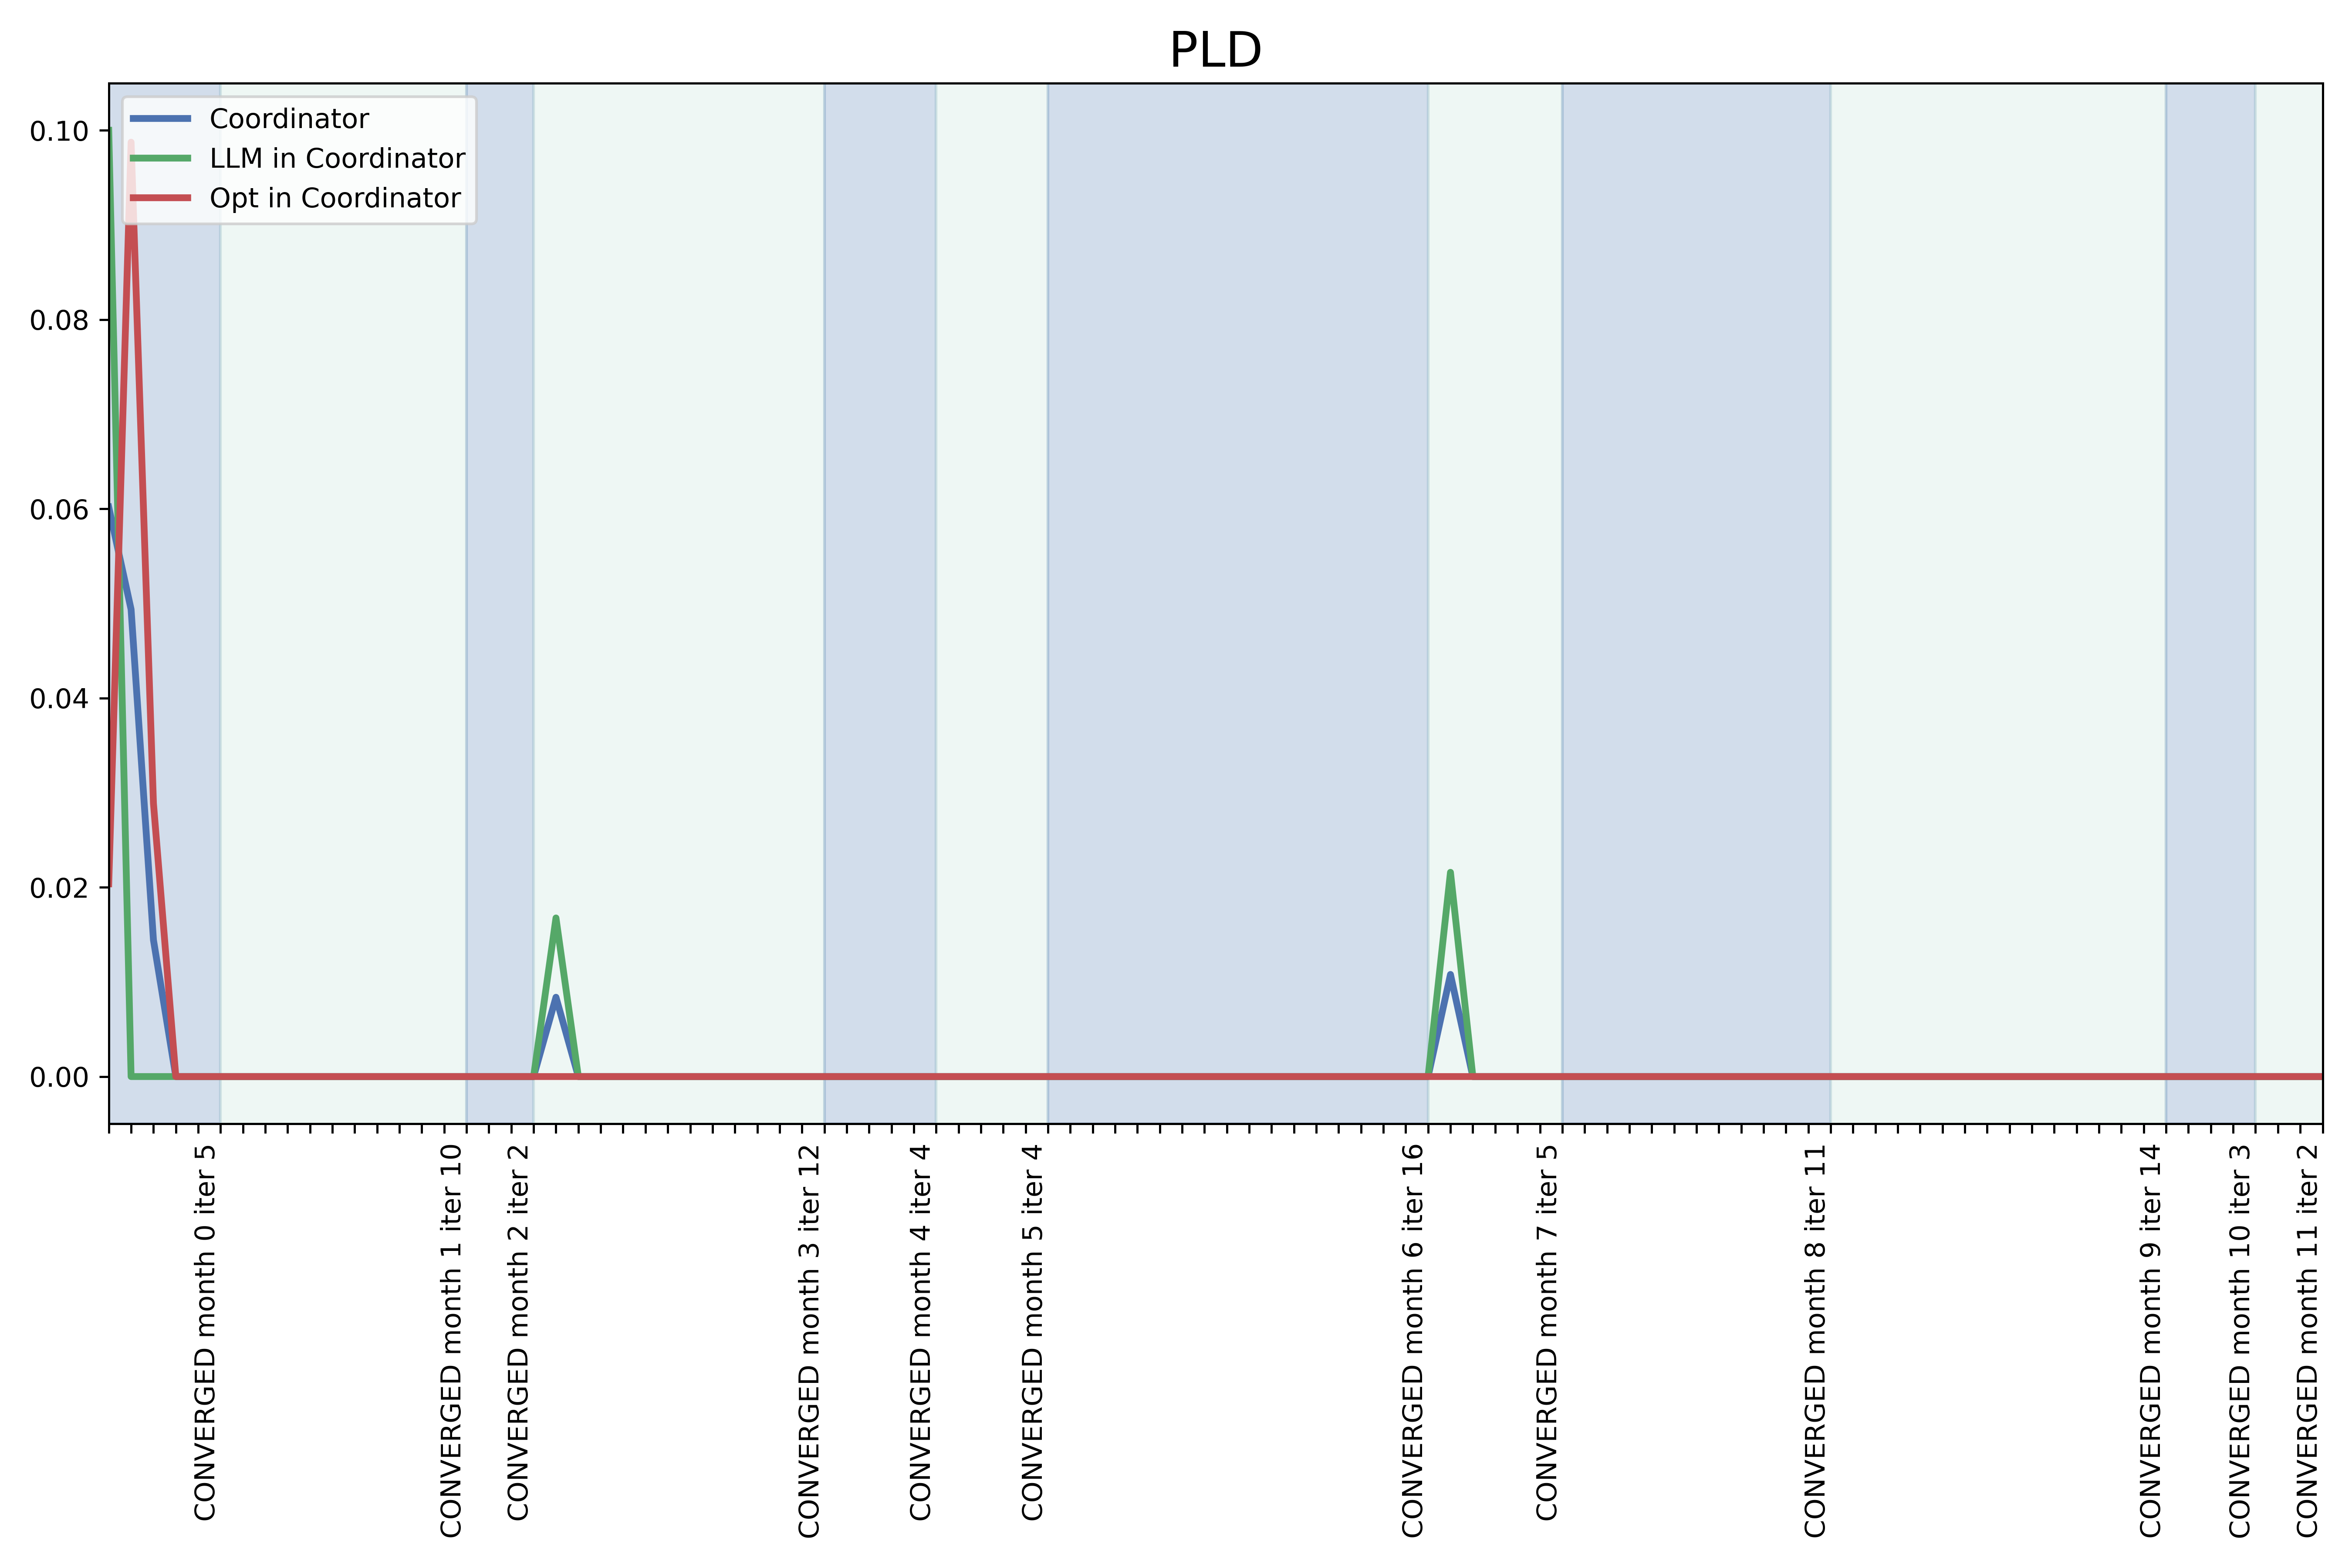 PLD
Coordinator
LLM in Coordinator
Opt in Coordinator
0.10
0.08
0.06
0.04
0.02
0.00
CONVERGED month 0 iter 5
CONVERGED month 1 iter 10
CONVERGED month 2 iter 2
CONVERGED month 3 iter 12
CONVERGED month 4 iter 4
CONVERGED month 5 iter 4
CONVERGED month 6 iter 16
CONVERGED month 7 iter 5
CONVERGED month 8 iter 11
CONVERGED month 9 iter 14
CONVERGED month 10 iter 3
CONVERGED month 11 iter 2